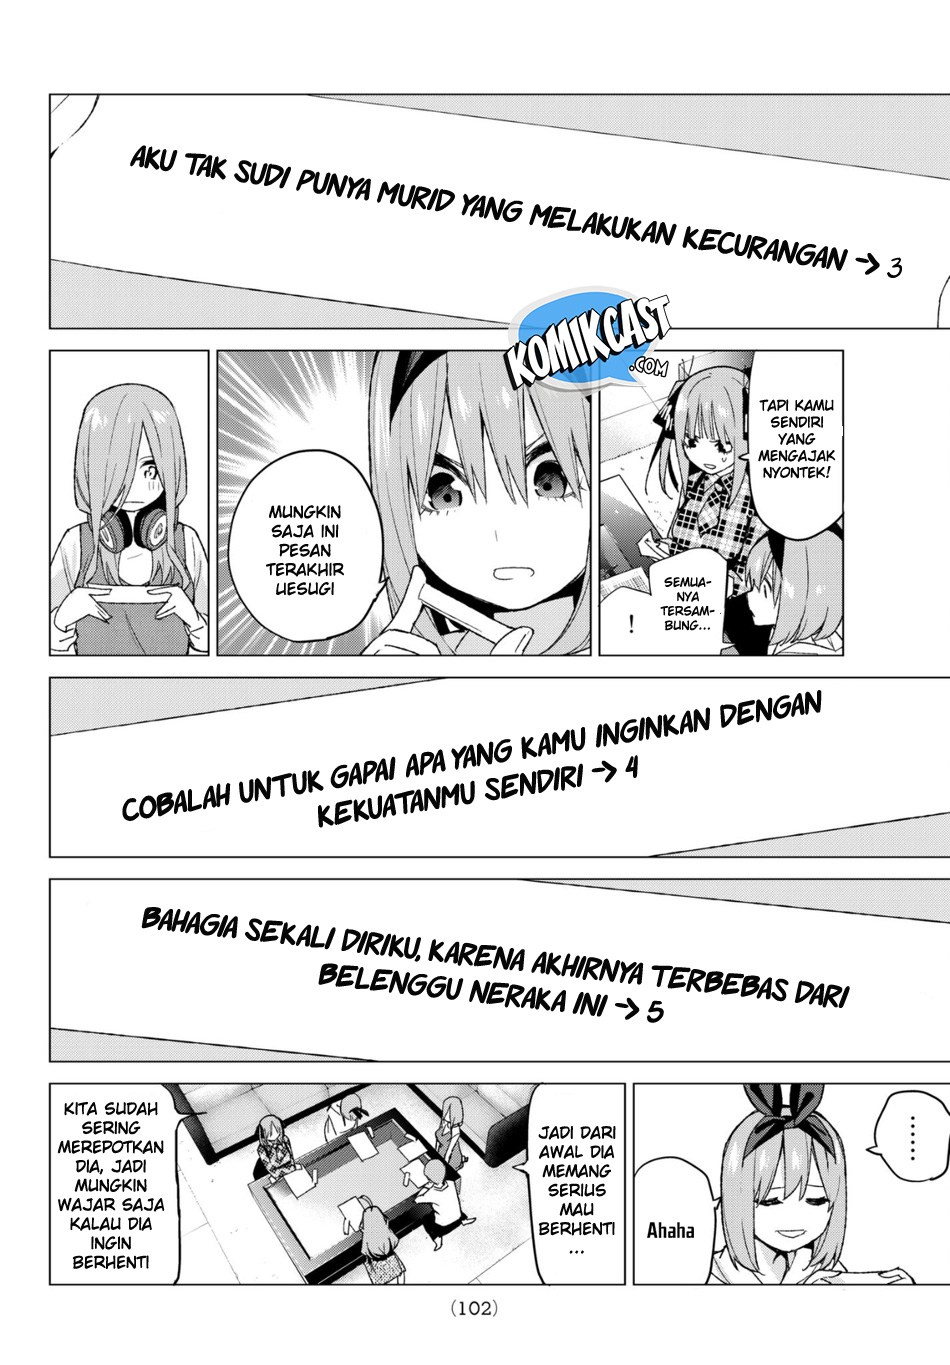 AKU TAK SUDI PUNYA MURID YANG MELAKUKAN KECURANGAN → 3
KOMIKCAST
.COM
TAPI KAMU
SENDIRI
YANG
MENGAJAK
NYONTEK!
SEMUA-
NYA
TERSAM-
BUNG...
!
MUNGKIN
SAJA INI
PESAN
TERAKHIR
UESUGI
COBALAH UNTUK GAPAI APA YANG KAMU INGINKAN DENGAN
KEKUATANMU SENDIRI → 4
BAHAGIA SEKALI DIRIKU, KARENA AKHIRNYA TERBEBAS DARI
BELENGGU NERAKA INI → 5
......
Ahaha
JADI DARI
AWAL DIA
MEMANG
SERIUS
MAU
BERHENTI
...
KITA SUDAH
SERING
MEREPOTKAN
DIA, JADI
MUNGKIN
WAJAR SAJA
KALAU DIA
INGIN
BERHENTI
(102)